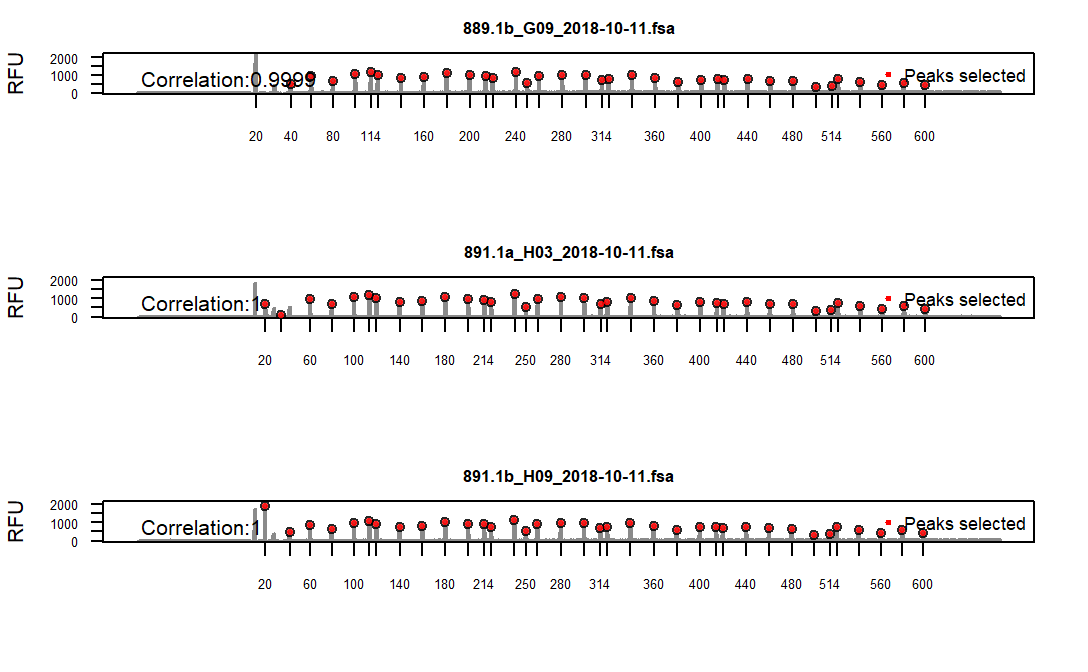 889.1b_G09_2018-10-11.fsa
RFU
2000
1000
0
Correlation:0.9999
Peaks selected
20 40 80 114 160 200 240 280 314 360 400 440 480 514 560 600
891.1a_H03_2018-10-11.fsa
RFU
2000
1000
0
Correlation:1
Peaks selected
20 60 100 140 180 214 250 280 314 360 400 440 480 514 560 600
891.1b_H09_2018-10-11.fsa
RFU
2000
1000
0
Correlation:1
Peaks selected
20 60 100 140 180 214 250 280 314 360 400 440 480 514 560 600